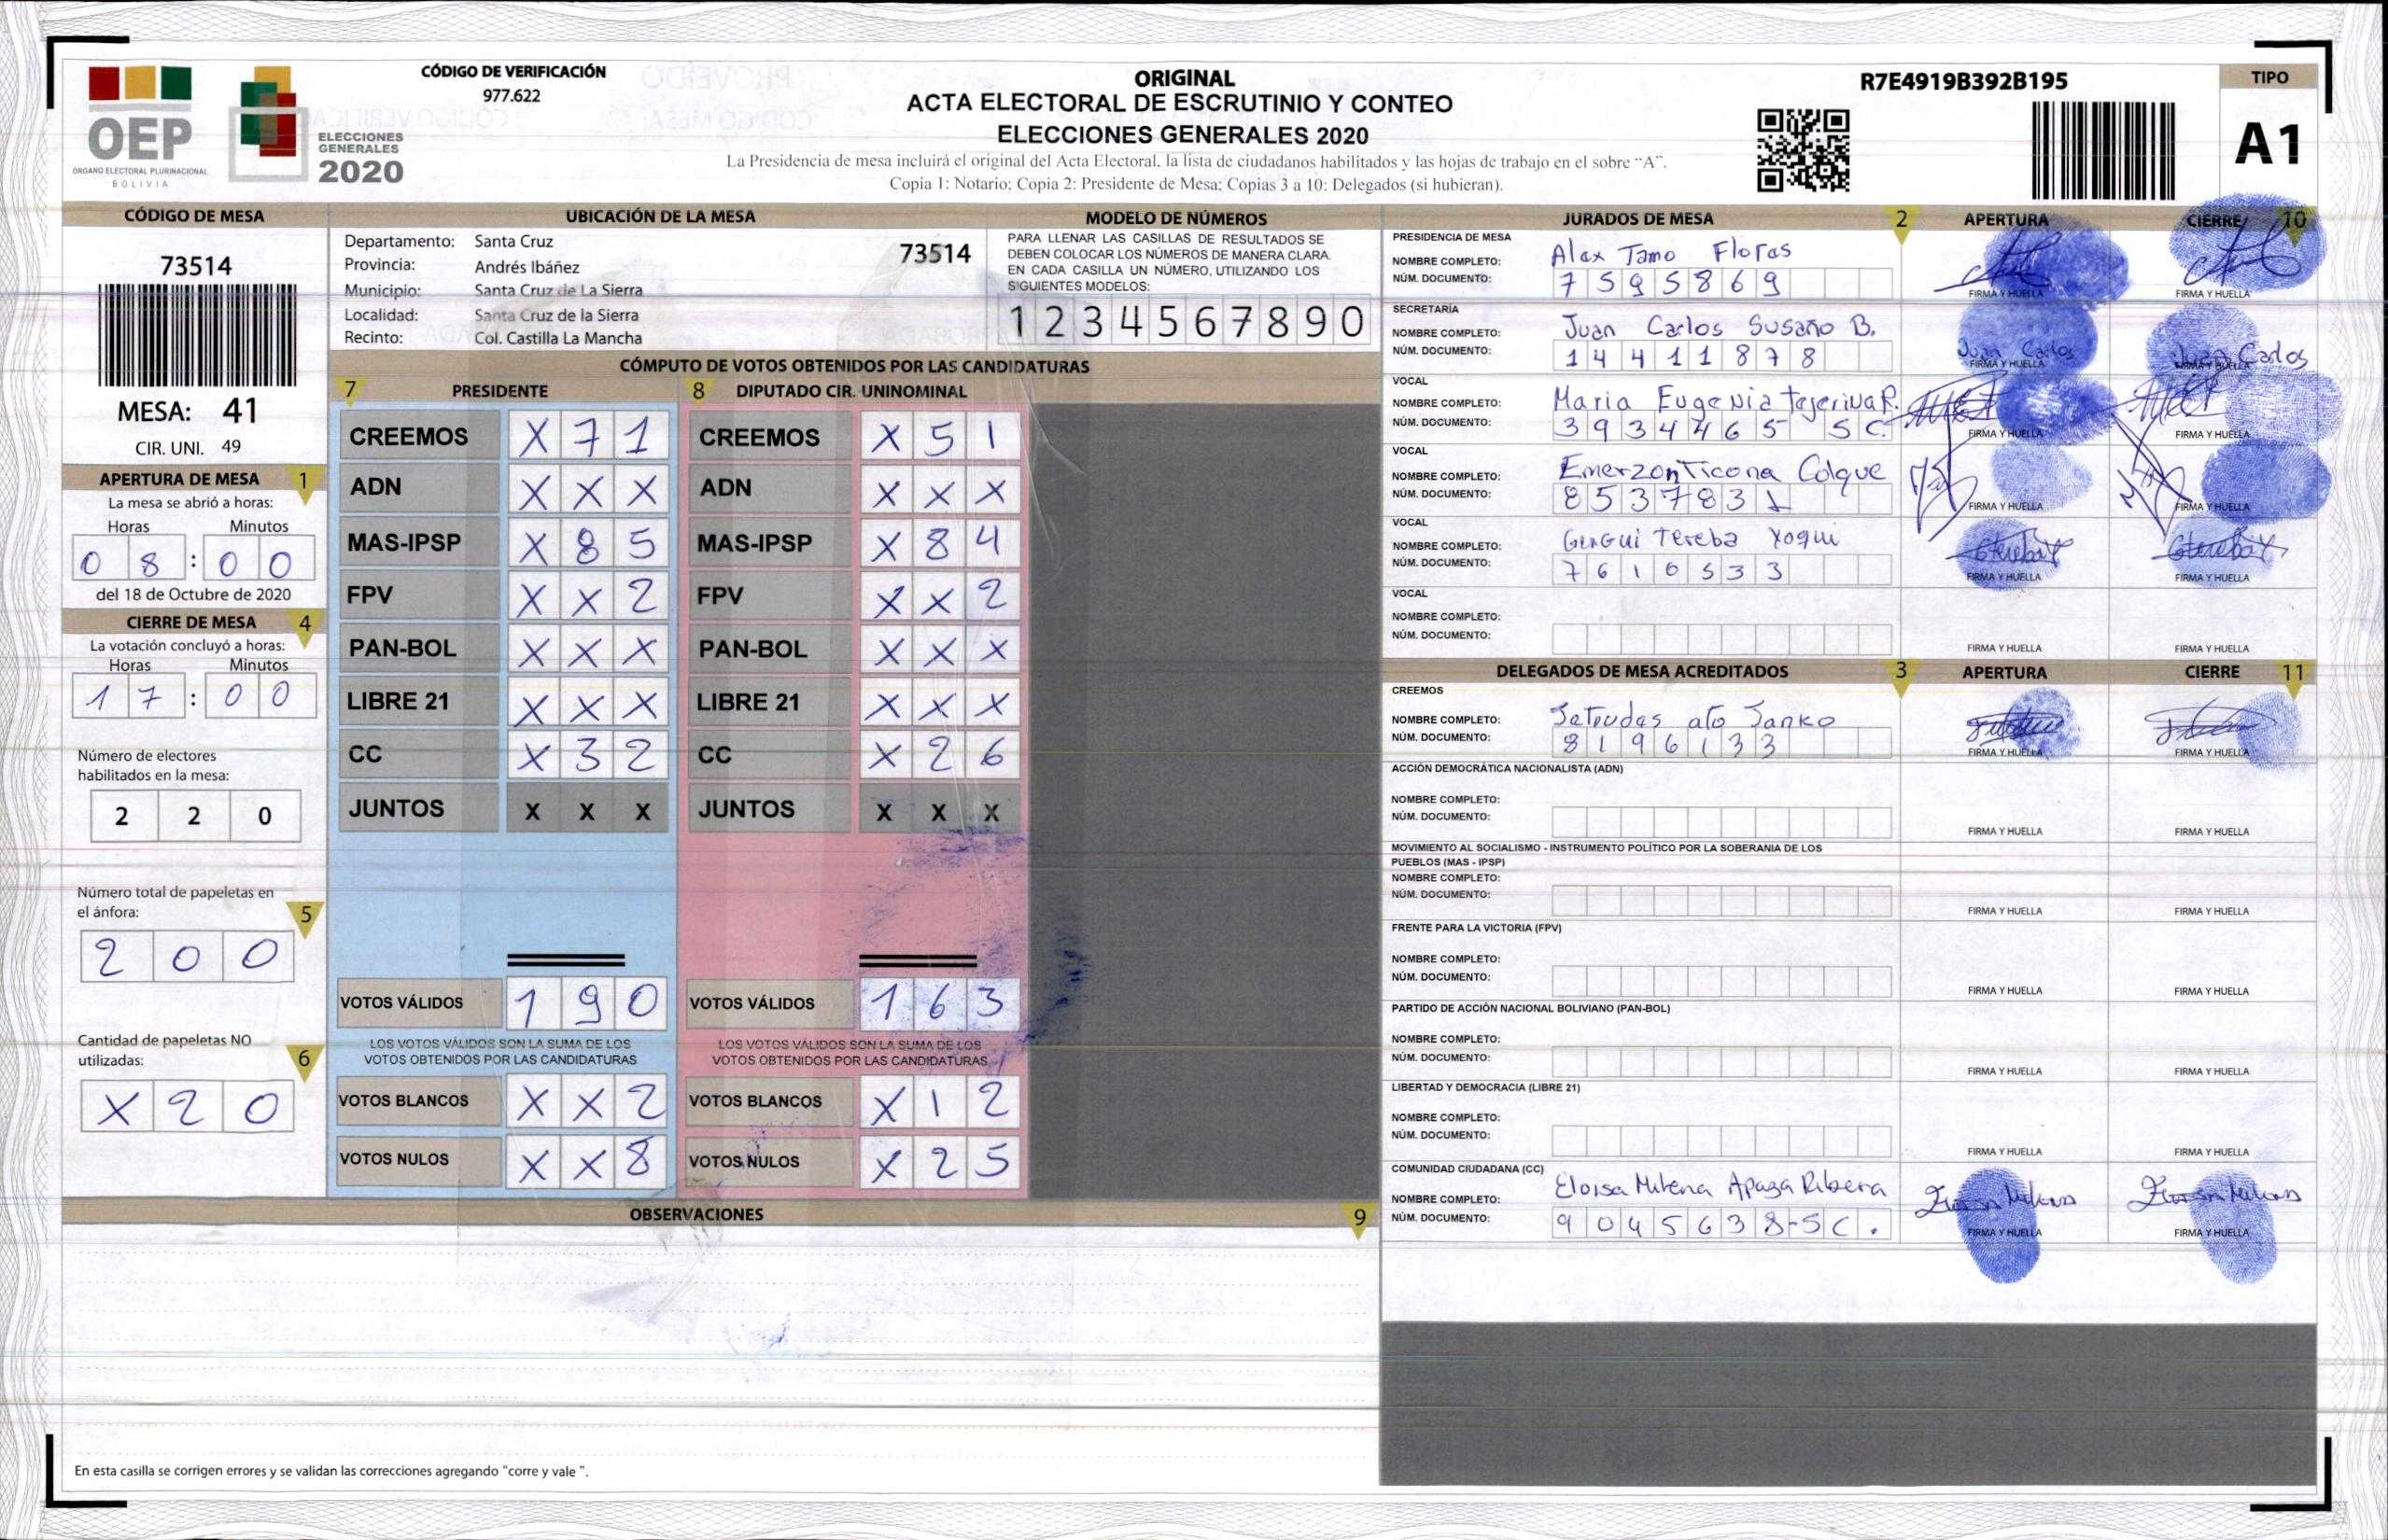 OEP
ÓRGANO ELECTORAL PLURINACIONAL
BOLIVIA
ELECCIONES
GENERALES
2020
CÓDIGO DE VERIFICACIÓN
977.622
ORIGINAL
ACTA ELECTORAL DE ESCRUTINIO Y CONTEO
ELECCIONES GENERALES 2020
La Presidencia de mesa incluirá el original del Acta Electoral, la lista de ciudadanos habilitados y las hojas de trabajo en el sobre “A”.
Copia 1: Notario; Copia 2: Presidente de Mesa; Copias 3 a 10: Delegados (si hubieran).
R7E4919B392B195
TIPO
A1
CÓDIGO DE MESA
73514
MESA: 41
CIR. UNI. 49
APERTURA DE MESA 1
La mesa se abrió a horas:
Horas Minutos
0 8 : 0 0
del 18 de Octubre de 2020
CIERRE DE MESA 4
La votación concluyó a horas:
Horas Minutos
1 7 : 0 0
Número de electores
habilitados en la mesa:
2 2 0
Número total de papeletas en
el ánfora: 5
2 0 0
Cantidad de papeletas NO
utilizadas: 6
X 2 0
UBICACIÓN DE LA MESA
Departamento: Santa Cruz
Provincia: Andrés Ibáñez
Municipio: Santa Cruz de La Sierra
Localidad: Santa Cruz de la Sierra
Recinto: Col. Castilla La Mancha
73514
MODELO DE NÚMEROS
PARA LLENAR LAS CASILLAS DE RESULTADOS SE
DEBEN COLOCAR LOS NÚMEROS DE MANERA CLARA.
EN CADA CASILLA UN NÚMERO, UTILIZANDO LOS
SIGUIENTES MODELOS:
1 2 3 4 5 6 7 8 9 0
CÓMPUTO DE VOTOS OBTENIDOS POR LAS CANDIDATURAS
7 PRESIDENTE 8 DIPUTADO CIR. UNINOMINAL
CREEMOS X 7 1 CREEMOS X 5 1
ADN X X X ADN X X X
MAS-IPSP X 8 5 MAS-IPSP X 8 4
FPV X X 2 FPV X X 2
PAN-BOL X X X PAN-BOL X X X
LIBRE 21 X X X LIBRE 21 X X X
CC X 3 2 CC X 2 6
JUNTOS X X X JUNTOS X X X
VOTOS VÁLIDOS 1 9 0 VOTOS VÁLIDOS 1 6 3
LOS VOTOS VÁLIDOS SON LA SUMA DE LOS LOS VOTOS VÁLIDOS SON LA SUMA DE LOS
VOTOS OBTENIDOS POR LAS CANDIDATURAS VOTOS OBTENIDOS POR LAS CANDIDATURAS
VOTOS BLANCOS X X 2 VOTOS BLANCOS X 1 2
VOTOS NULOS X X 8 VOTOS NULOS X 2 5
OBSERVACIONES 9
En esta casilla se corrigen errores y se validan las correcciones agregando "corre y vale ".
JURADOS DE MESA 2 APERTURA CIERRE 10
PRESIDENCIA DE MESA
NOMBRE COMPLETO: Alex Tamo Floras
NÚM. DOCUMENTO: 7 5 9 5 8 6 9
FIRMA Y HUELLA FIRMA Y HUELLA
SECRETARÍA
NOMBRE COMPLETO: Juan Carlos Susaño B.
NÚM. DOCUMENTO: 1 4 4 1 1 8 7 8
Juan Carlos Juan Carlos
FIRMA Y HUELLA FIRMA Y HUELLA
VOCAL
NOMBRE COMPLETO: Maria Eugenia tejerina R.
NÚM. DOCUMENTO: 3 9 3 4 4 6 5 S C.
FIRMA Y HUELLA FIRMA Y HUELLA
VOCAL
NOMBRE COMPLETO: Emerzon Ticona Colque
NÚM. DOCUMENTO: 8 5 3 7 8 3 1
FIRMA Y HUELLA FIRMA Y HUELLA
VOCAL
NOMBRE COMPLETO: Tereba Yoqui
NÚM. DOCUMENTO: 7 6 1 0 5 3 3
FIRMA Y HUELLA FIRMA Y HUELLA
VOCAL
NOMBRE COMPLETO:
NÚM. DOCUMENTO:
FIRMA Y HUELLA FIRMA Y HUELLA
DELEGADOS DE MESA ACREDITADOS 3 APERTURA CIERRE 11
CREEMOS
NOMBRE COMPLETO: Janko
NÚM. DOCUMENTO: 8 1 9 6 1 3 3
FIRMA Y HUELLA FIRMA Y HUELLA
ACCIÓN DEMOCRÁTICA NACIONALISTA (ADN)
NOMBRE COMPLETO:
NÚM. DOCUMENTO:
FIRMA Y HUELLA FIRMA Y HUELLA
MOVIMIENTO AL SOCIALISMO - INSTRUMENTO POLÍTICO POR LA SOBERANIA DE LOS
PUEBLOS (MAS - IPSP)
NOMBRE COMPLETO:
NÚM. DOCUMENTO:
FIRMA Y HUELLA FIRMA Y HUELLA
FRENTE PARA LA VICTORIA (FPV)
NOMBRE COMPLETO:
NÚM. DOCUMENTO:
FIRMA Y HUELLA FIRMA Y HUELLA
PARTIDO DE ACCIÓN NACIONAL BOLIVIANO (PAN-BOL)
NOMBRE COMPLETO:
NÚM. DOCUMENTO:
FIRMA Y HUELLA FIRMA Y HUELLA
LIBERTAD Y DEMOCRACIA (LIBRE 21)
NOMBRE COMPLETO:
NÚM. DOCUMENTO:
FIRMA Y HUELLA FIRMA Y HUELLA
COMUNIDAD CIUDADANA (CC)
NOMBRE COMPLETO: Eloisa Milena Apaza Ribera
NÚM. DOCUMENTO: 9 0 4 5 6 3 8-S C .
FIRMA Y HUELLA FIRMA Y HUELLA